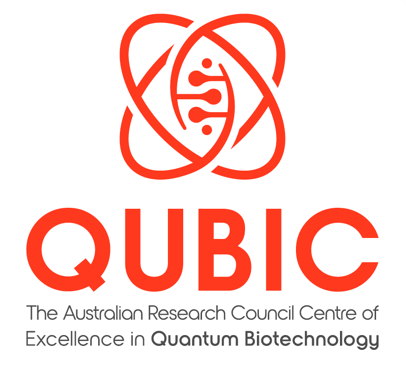 QUBIC
The Australian Research Council Centre of
Excellence in Quantum Biotechnology